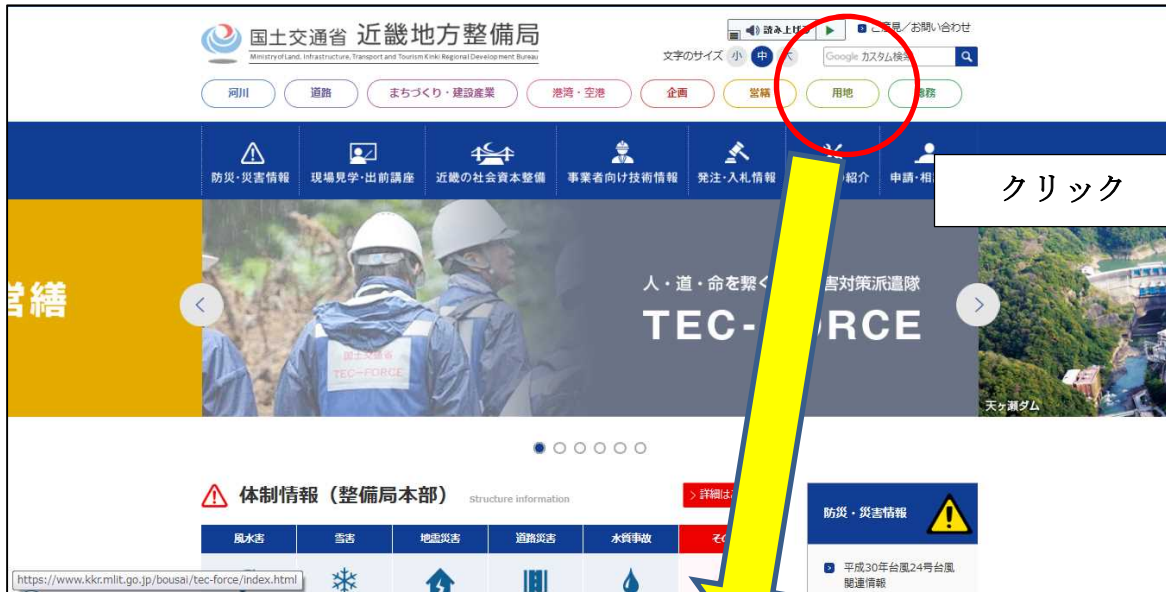 国土交通省 近畿地方整備局
Ministry of Land, Infrastructure, Transport and Tourism Kinki Regional Development Bureau
読み上げ
ご意見/お問い合わせ
文字のサイズ 小 中
Google カスタム検索
河川 道路 まちづくり・建設産業 港湾・空港 企画 営繕 用地 総務
防災・災害情報 現場見学・出前講座 近畿の社会資本整備 事業者向け技術情報 発注・入札情報 紹介 申請・相
クリック
営繕
国土交通省
TEC-FORCE
人・道・命を繋ぐ 害対策派遣隊
TEC- RCE
天ヶ瀬ダム
体制情報(整備局本部) structure information
> 詳細は
防災・災害情報
風水害 雪害 地震災害 道路災害 水質事故 その
平成30年台風24号台風
関連情報
https://www.kkr.mlit.go.jp/bousai/tec-force/index.html